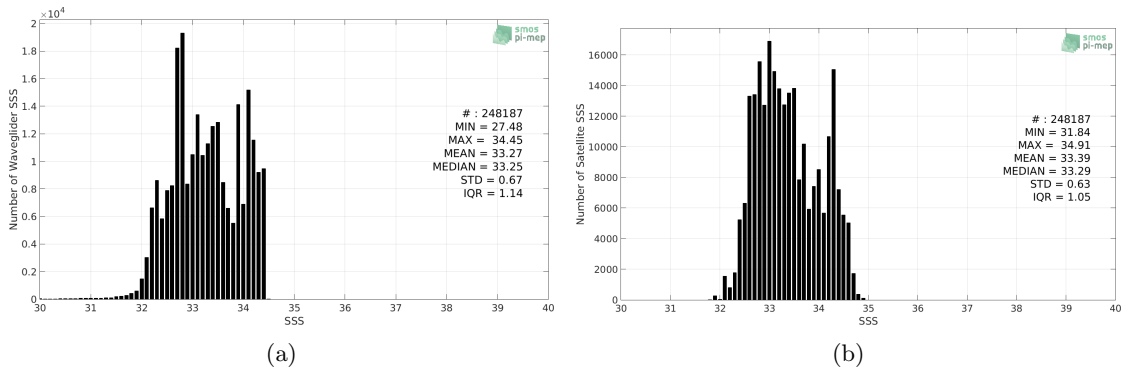 ×10⁴
2
1.8
1.6
1.4
1.2
1
0.8
0.6
0.4
0.2
0
Number of Waveglider SSS
30 31 32 33 34 35 36 37 38 39 40
SSS
smos
pi-mep
# : 248187
MIN = 27.48
MAX = 34.45
MEAN = 33.27
MEDIAN = 33.25
STD = 0.67
IQR = 1.14
(a)
16000
14000
12000
10000
8000
6000
4000
2000
0
Number of Satellite SSS
30 31 32 33 34 35 36 37 38 39 40
SSS
smos
pi-mep
# : 248187
MIN = 31.84
MAX = 34.91
MEAN = 33.39
MEDIAN = 33.29
STD = 0.63
IQR = 1.05
(b)